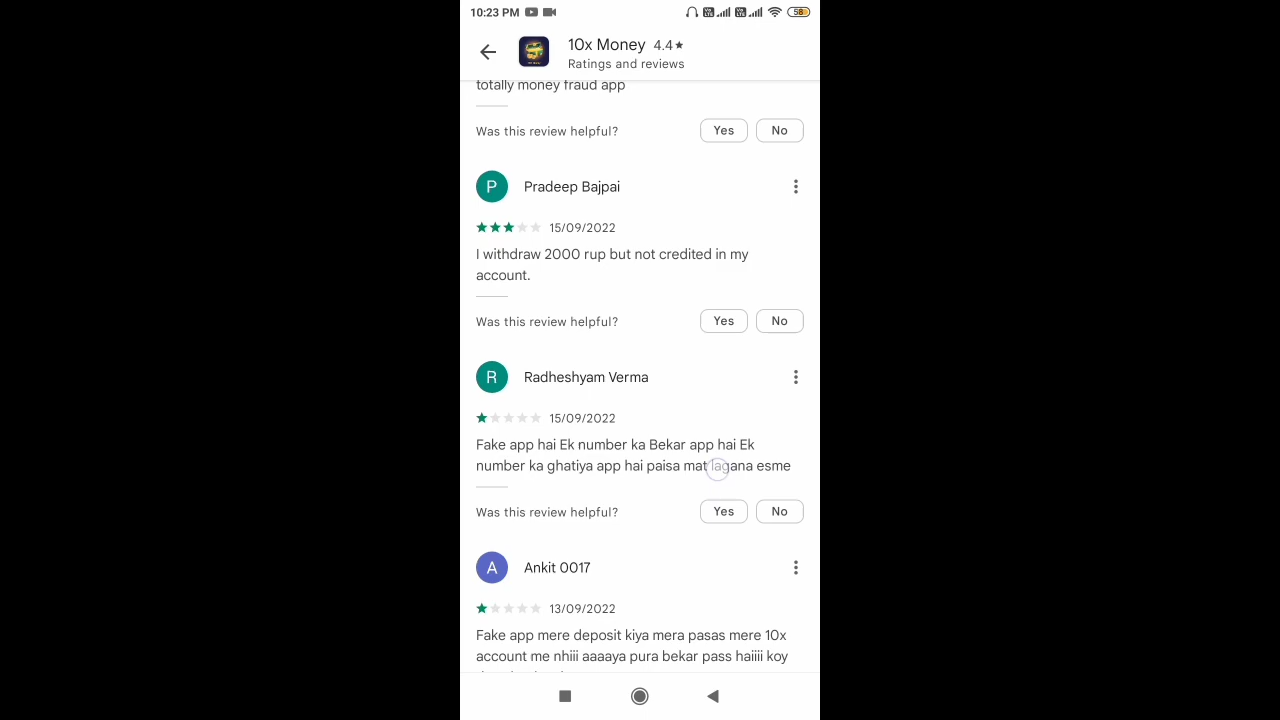 10:23 PM
58
10x Money 4.4★
Ratings and reviews
totally money fraud app
Was this review helpful?
Yes
No
P
Pradeep Bajpai
15/09/2022
I withdraw 2000 rup but not credited in my
account.
Was this review helpful?
Yes
No
R
Radheshyam Verma
15/09/2022
Fake app hai Ek number ka Bekar app hai Ek
number ka ghatiya app hai paisa mat lagana esme
Was this review helpful?
Yes
No
A
Ankit 0017
13/09/2022
Fake app mere deposit kiya mera pasas mere 10x
account me nhiii aaaaya pura bekar pass haiiii koy